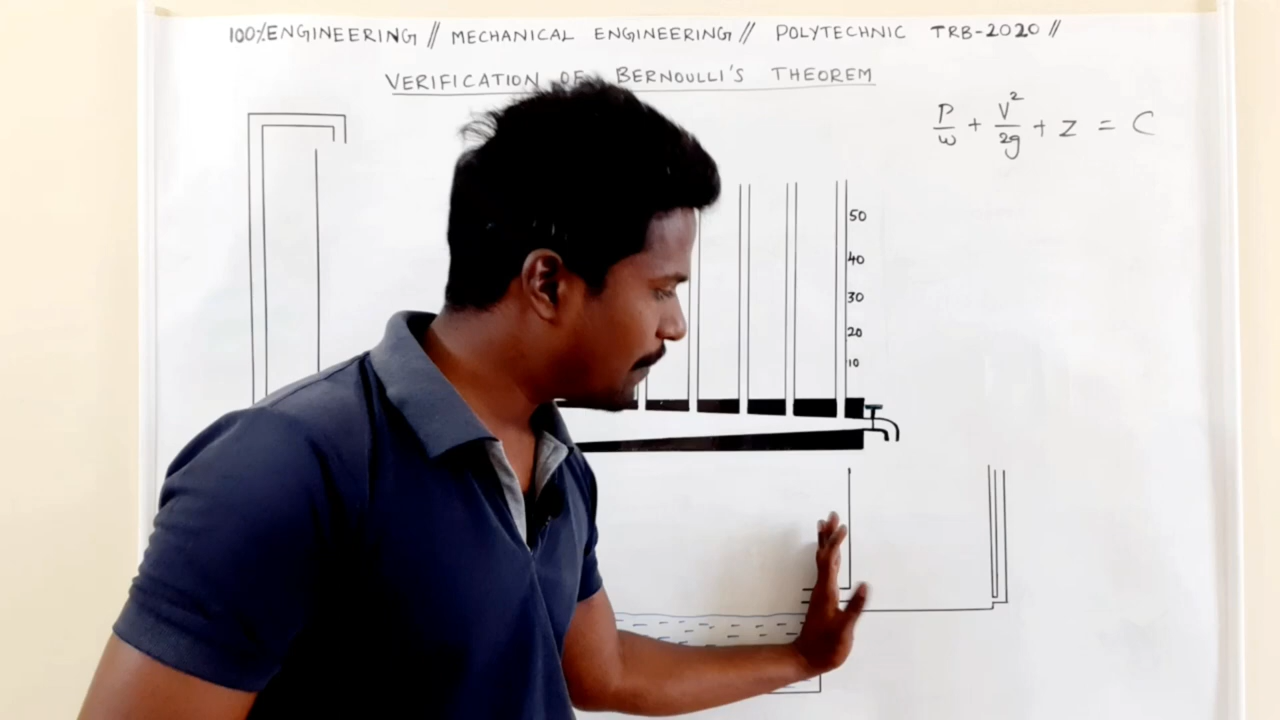 100%ENGINEERING // MECHANICAL ENGINEERING // POLYTECHNIC TRB-2020 //
VERIFICATION OF BERNOULLI'S THEOREM
P/w + V²/2g + Z = C
50
40
30
20
10